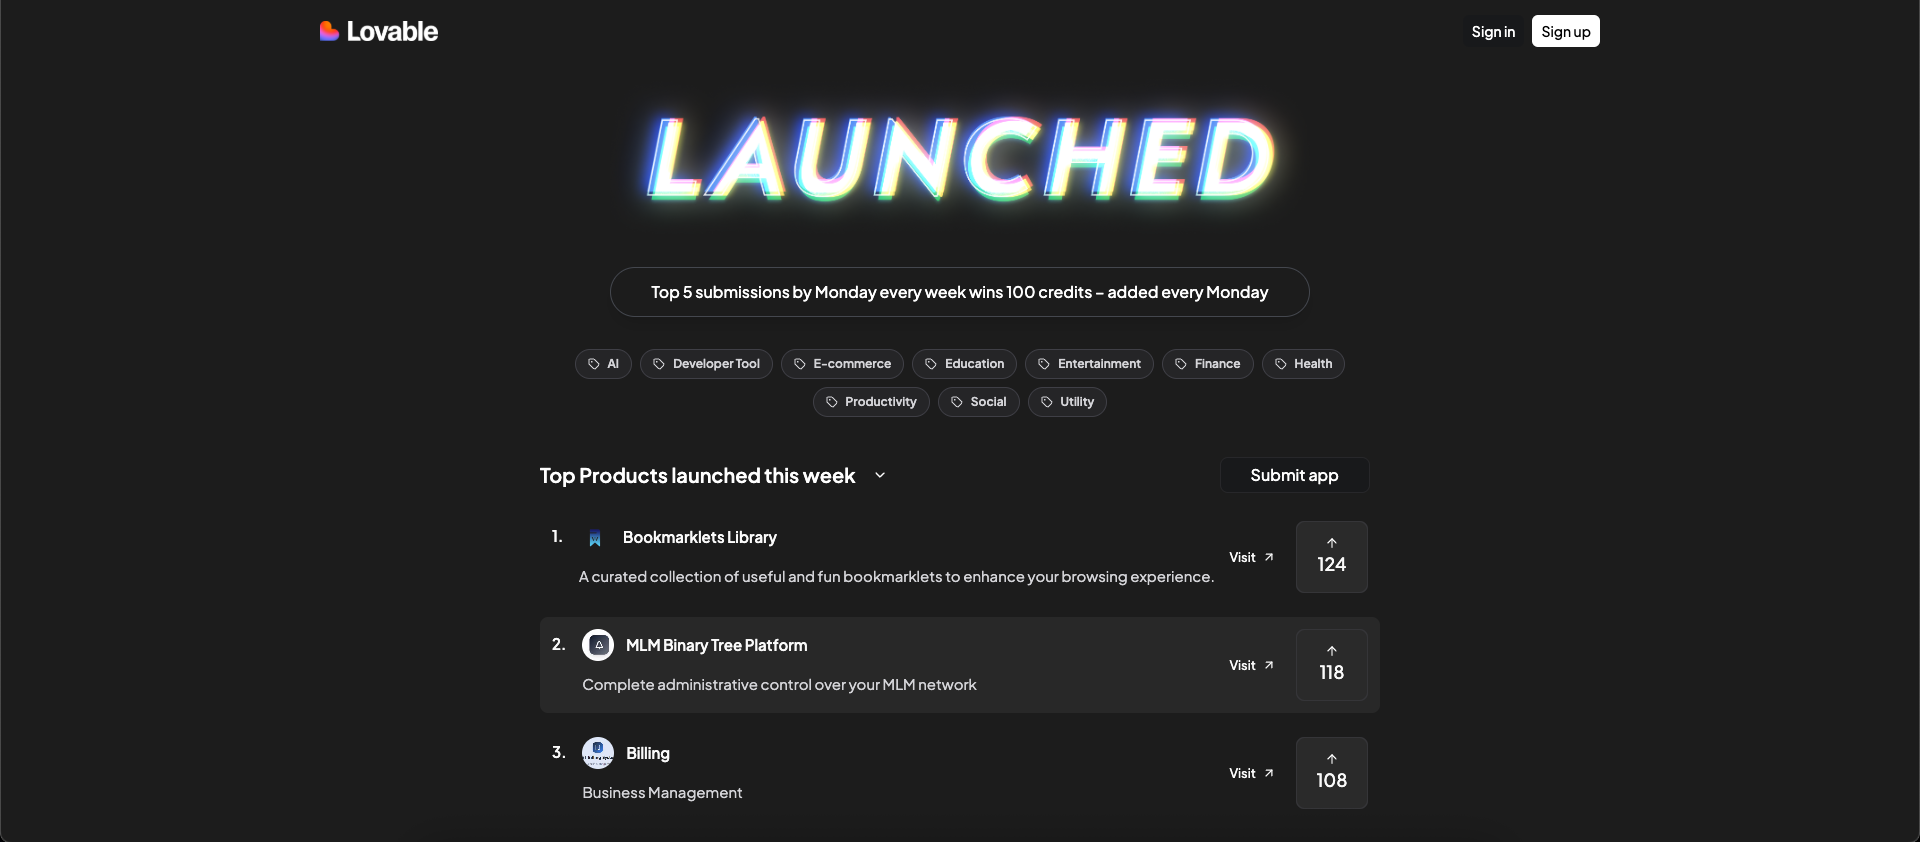 Lovable
Sign in
Sign up
LAUNCHED
Top 5 submissions by Monday every week wins 100 credits – added every Monday
AI
Developer Tool
E-commerce
Education
Entertainment
Finance
Health
Productivity
Social
Utility
Top Products launched this week
Submit app
1.
Bookmarklets Library
A curated collection of useful and fun bookmarklets to enhance your browsing experience.
Visit
124
2.
MLM Binary Tree Platform
Complete administrative control over your MLM network
Visit
118
3.
Billing
Business Management
Visit
108